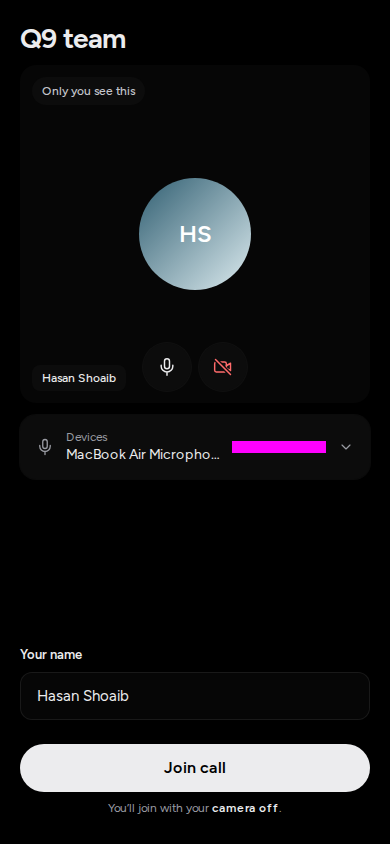 Q9 team
Only you see this
HS
Hasan Shoaib
Devices
MacBook Air Micropho...
Your name
Hasan Shoaib
Join call
You'll join with your camera off.